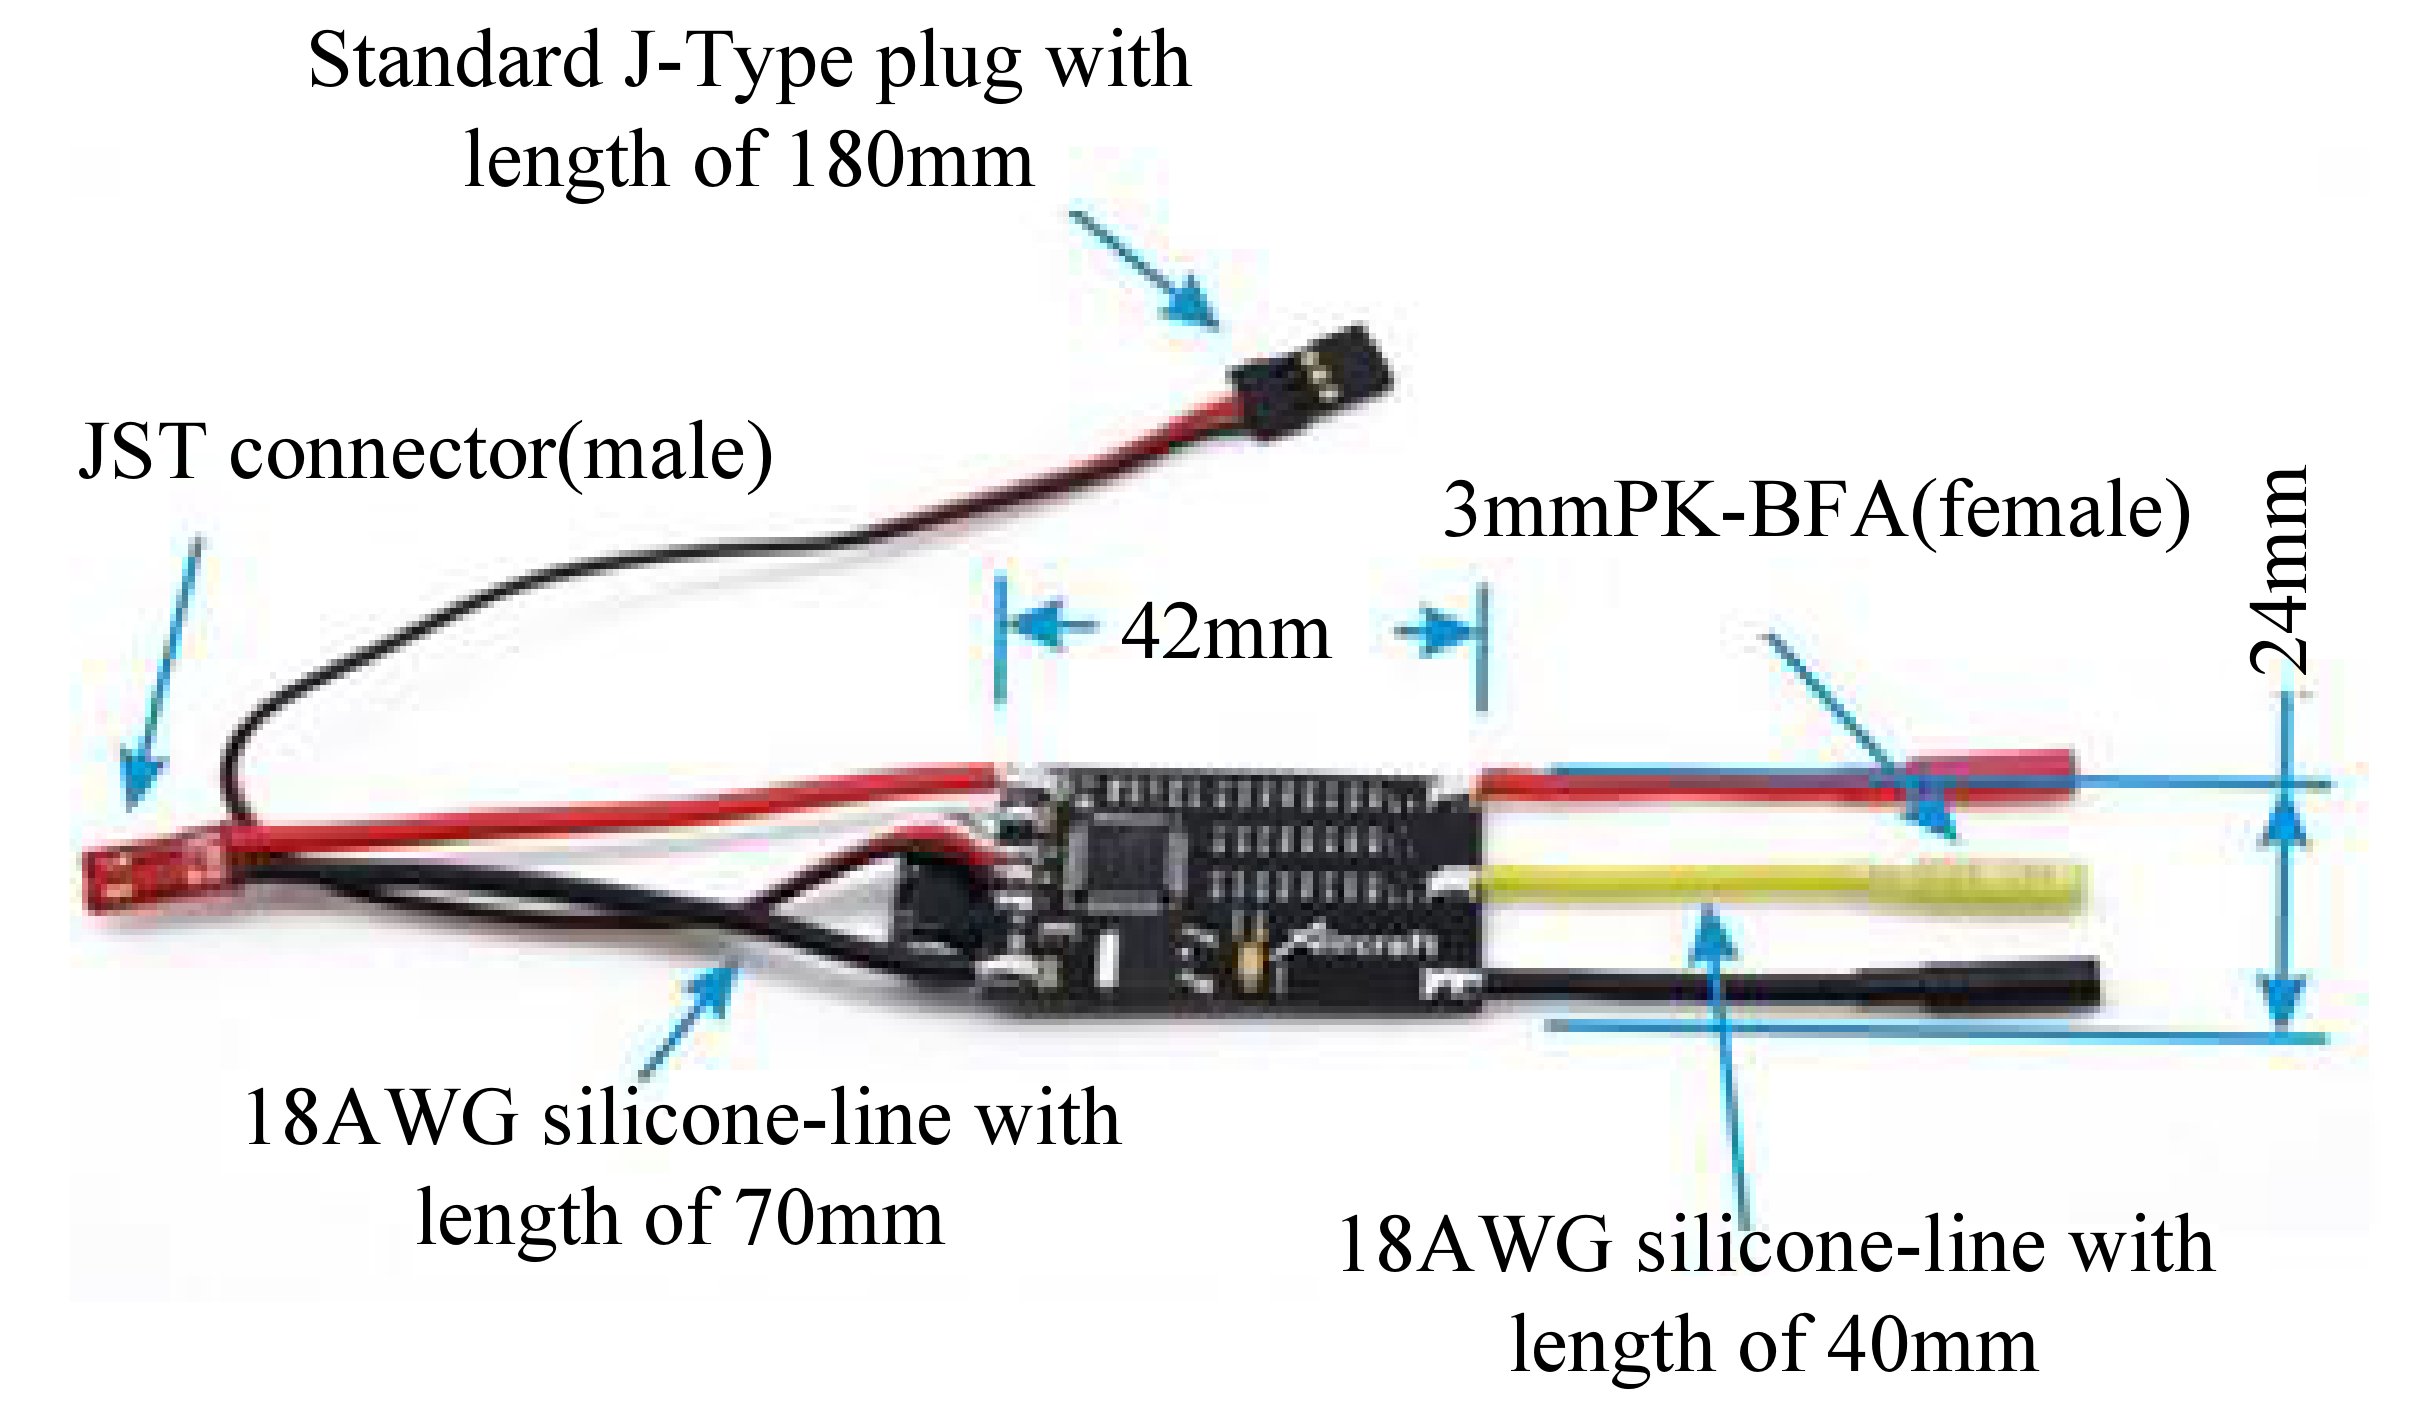 Standard J-Type plug with
length of 180mm
JST connector(male)
3mmPK-BFA(female)
24mm
42mm
18AWG silicone-line with
length of 70mm
18AWG silicone-line with
length of 40mm